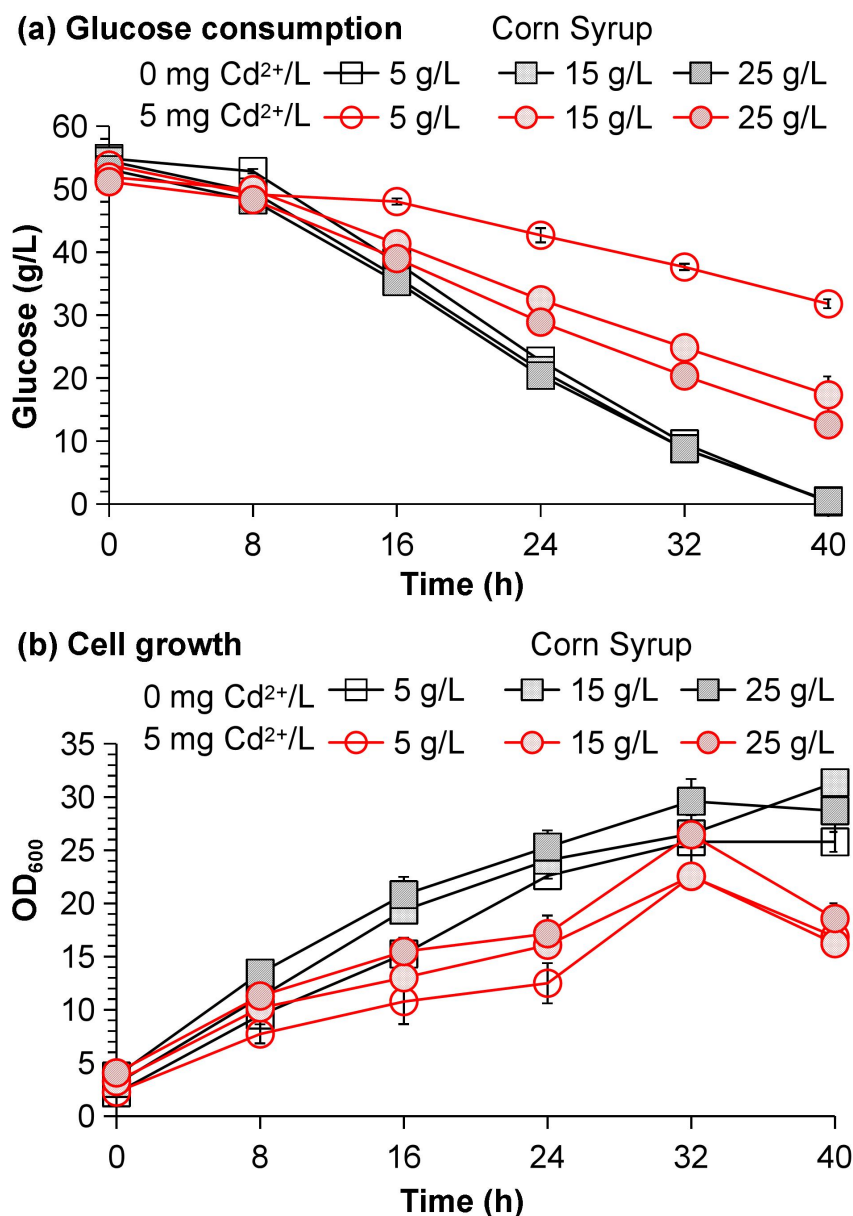 (a) Glucose consumption Corn Syrup
0 mg Cd²⁺/L 5 g/L 15 g/L 25 g/L
5 mg Cd²⁺/L 5 g/L 15 g/L 25 g/L
60
50
40
30
20
10
0
Glucose (g/L)
0 8 16 24 32 40
Time (h)
(b) Cell growth Corn Syrup
0 mg Cd²⁺/L 5 g/L 15 g/L 25 g/L
5 mg Cd²⁺/L 5 g/L 15 g/L 25 g/L
35
30
25
20
15
10
5
0
OD₆₀₀
0 8 16 24 32 40
Time (h)